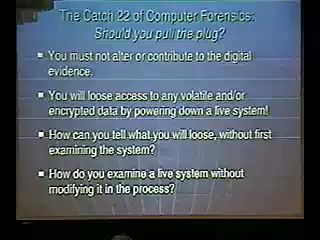 The Catch 22 of Computer Forensics:
Should you pull the plug?
You must not alter or contribute to the digital
evidence.
You will loose access to any volatile and/or
encrypted data by powering down a live system!
How can you tell what you will loose, without first
examining the system?
How do you examine a live system without
modifying it in the process?